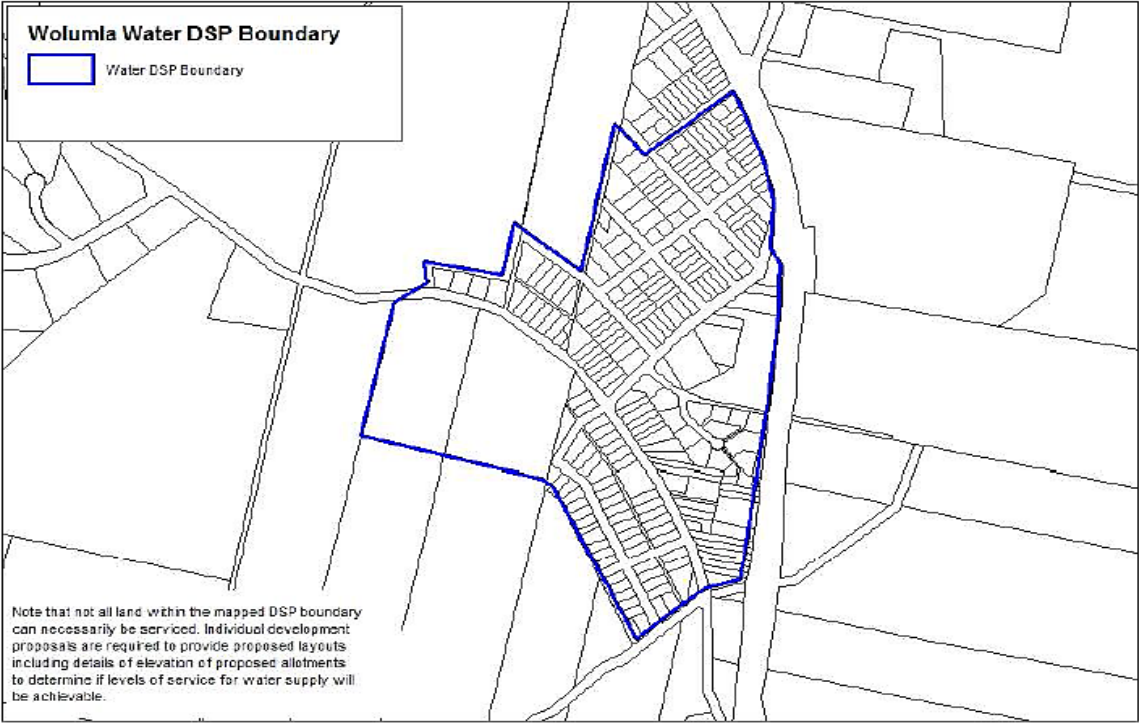 Wolumla Water DSP Boundary
Water DSP Boundary
Note that not all land within the mapped DSP boundary
can necessarily be serviced. Individual development
proposals are required to provide proposed layouts
including details of elevation of proposed allotments
to determine if levels of service for water supply will
be achievable.